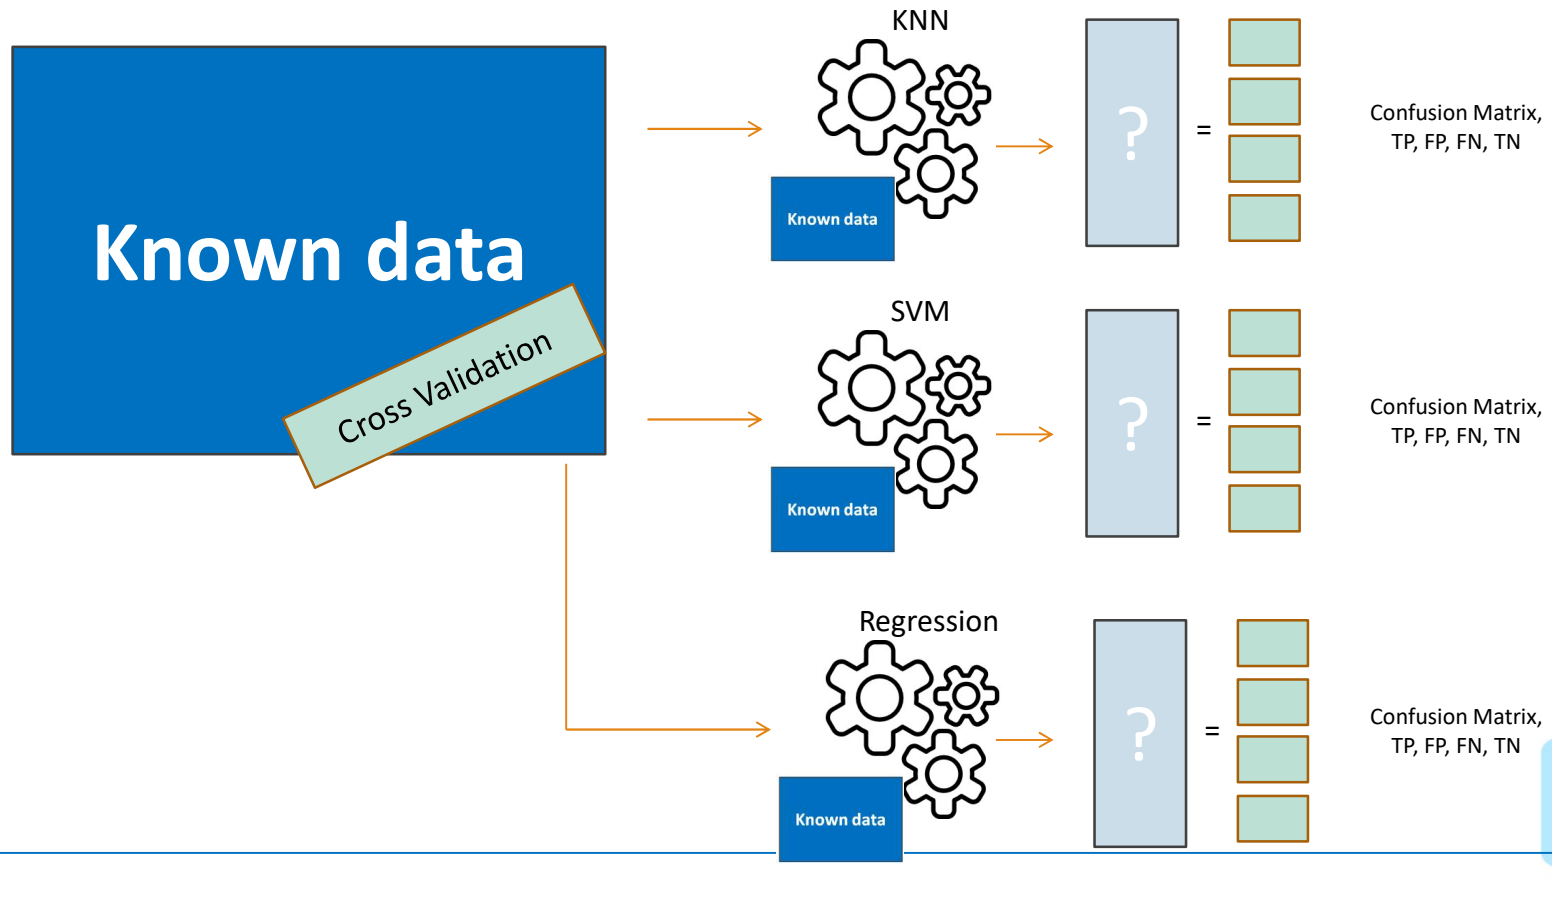 Known data
Cross Validation
KNN
Known data
?
=
Confusion Matrix,
TP, FP, FN, TN
SVM
Known data
?
=
Confusion Matrix,
TP, FP, FN, TN
Regression
Known data
?
=
Confusion Matrix,
TP, FP, FN, TN